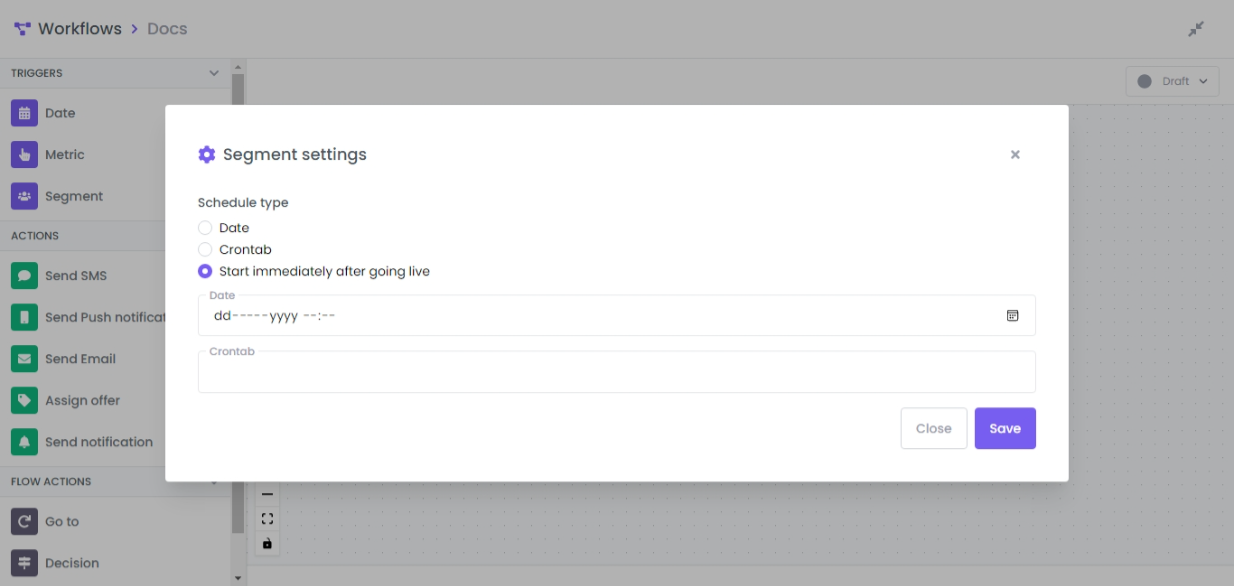 Workflows > Docs
TRIGGERS
Draft
Date
Metric
Segment
ACTIONS
Send SMS
Send Push notificat
Send Email
Assign offer
Send notification
FLOW ACTIONS
Go to
Decision
Segment settings
Schedule type
Date
Crontab
Start immediately after going live
Date
dd-----yyyy --:--
Crontab
Close
Save